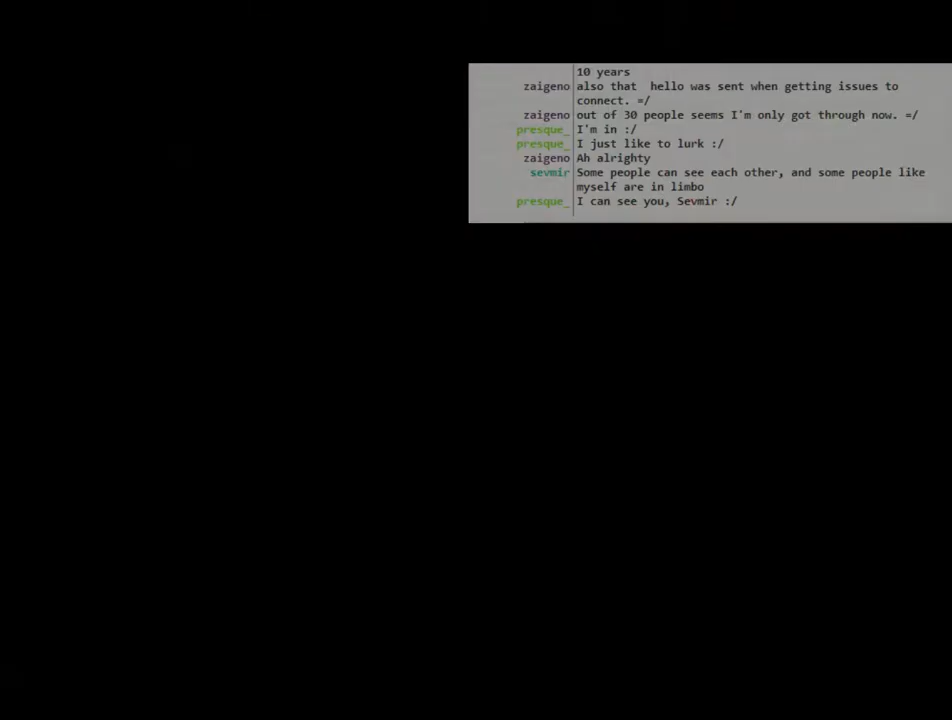 10 years
zaigeno also that  hello was sent when getting issues to
connect. =/
zaigeno out of 30 people seems I'm only got through now. =/
presque_ I'm in :/
presque_ I just like to lurk :/
zaigeno Ah alrighty
sevmir Some people can see each other, and some people like
myself are in limbo
presque_ I can see you, Sevmir :/